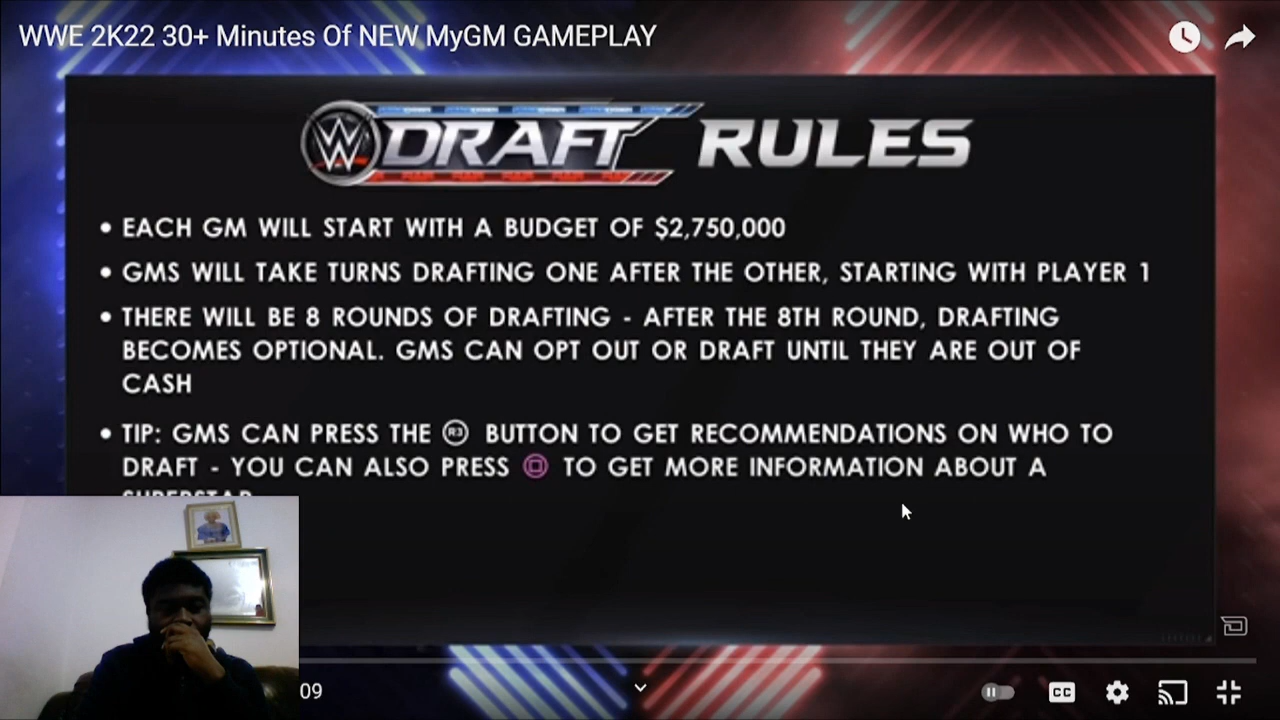 WWE 2K22 30+ Minutes Of NEW MyGM GAMEPLAY
W DRAFT RULES
• EACH GM WILL START WITH A BUDGET OF $2,750,000
• GMS WILL TAKE TURNS DRAFTING ONE AFTER THE OTHER, STARTING WITH PLAYER 1
• THERE WILL BE 8 ROUNDS OF DRAFTING - AFTER THE 8TH ROUND, DRAFTING
BECOMES OPTIONAL. GMS CAN OPT OUT OR DRAFT UNTIL THEY ARE OUT OF
CASH
• TIP: GMS CAN PRESS THE R3 BUTTON TO GET RECOMMENDATIONS ON WHO TO
DRAFT - YOU CAN ALSO PRESS TO GET MORE INFORMATION ABOUT A
SUPERSTAR
09
CC